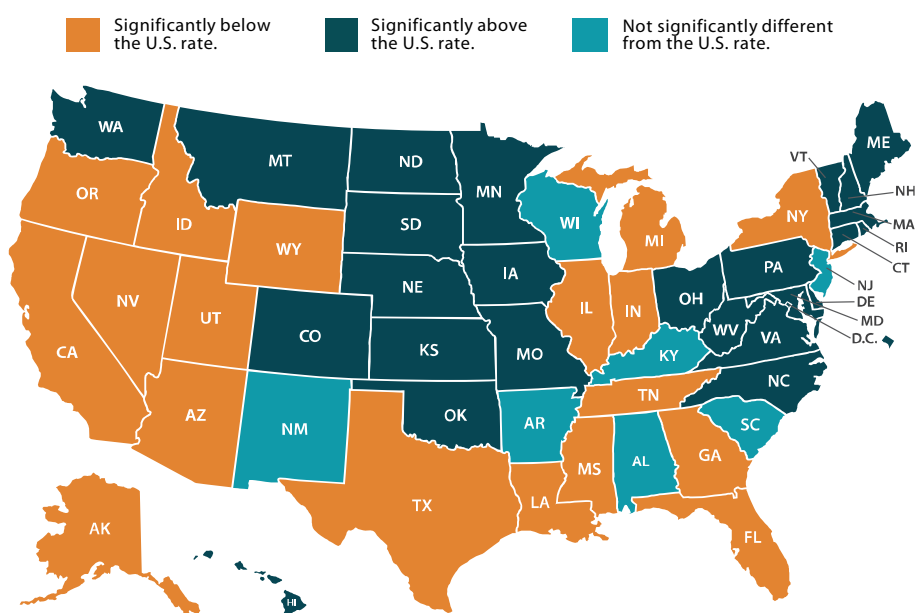 Significantly below
the U.S. rate.
Significantly above
the U.S. rate.
Not significantly different
from the U.S. rate.
WA
MT
ND
MN
ME
VT
NH
OR
ID
WY
SD
WI
MI
NY
MA
RI
CT
NV
UT
CO
NE
IA
IL
IN
OH
PA
NJ
DE
MD
D.C.
CA
KS
MO
KY
WV
VA
AZ
NM
OK
AR
TN
NC
SC
TX
LA
MS
AL
GA
FL
AK
HI